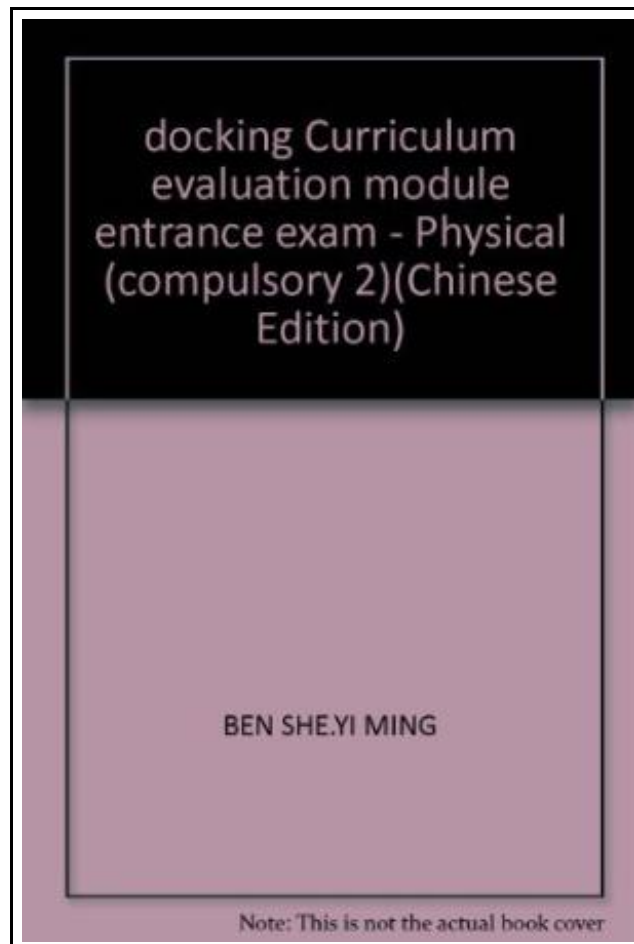 docking Curriculum
evaluation module
entrance exam - Physical
(compulsory 2)(Chinese
Edition)
BEN SHE.YI MING
Note: This is not the actual book cover